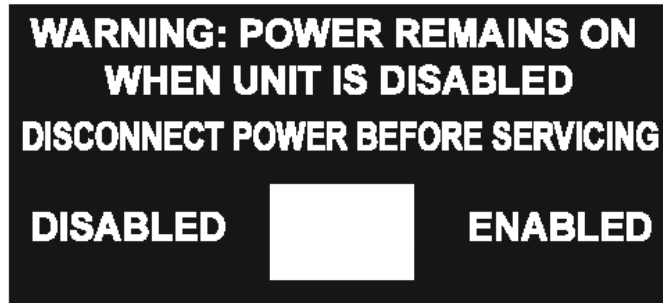 WARNING: POWER REMAINS ON
WHEN UNIT IS DISABLED
DISCONNECT POWER BEFORE SERVICING
DISABLED ENABLED